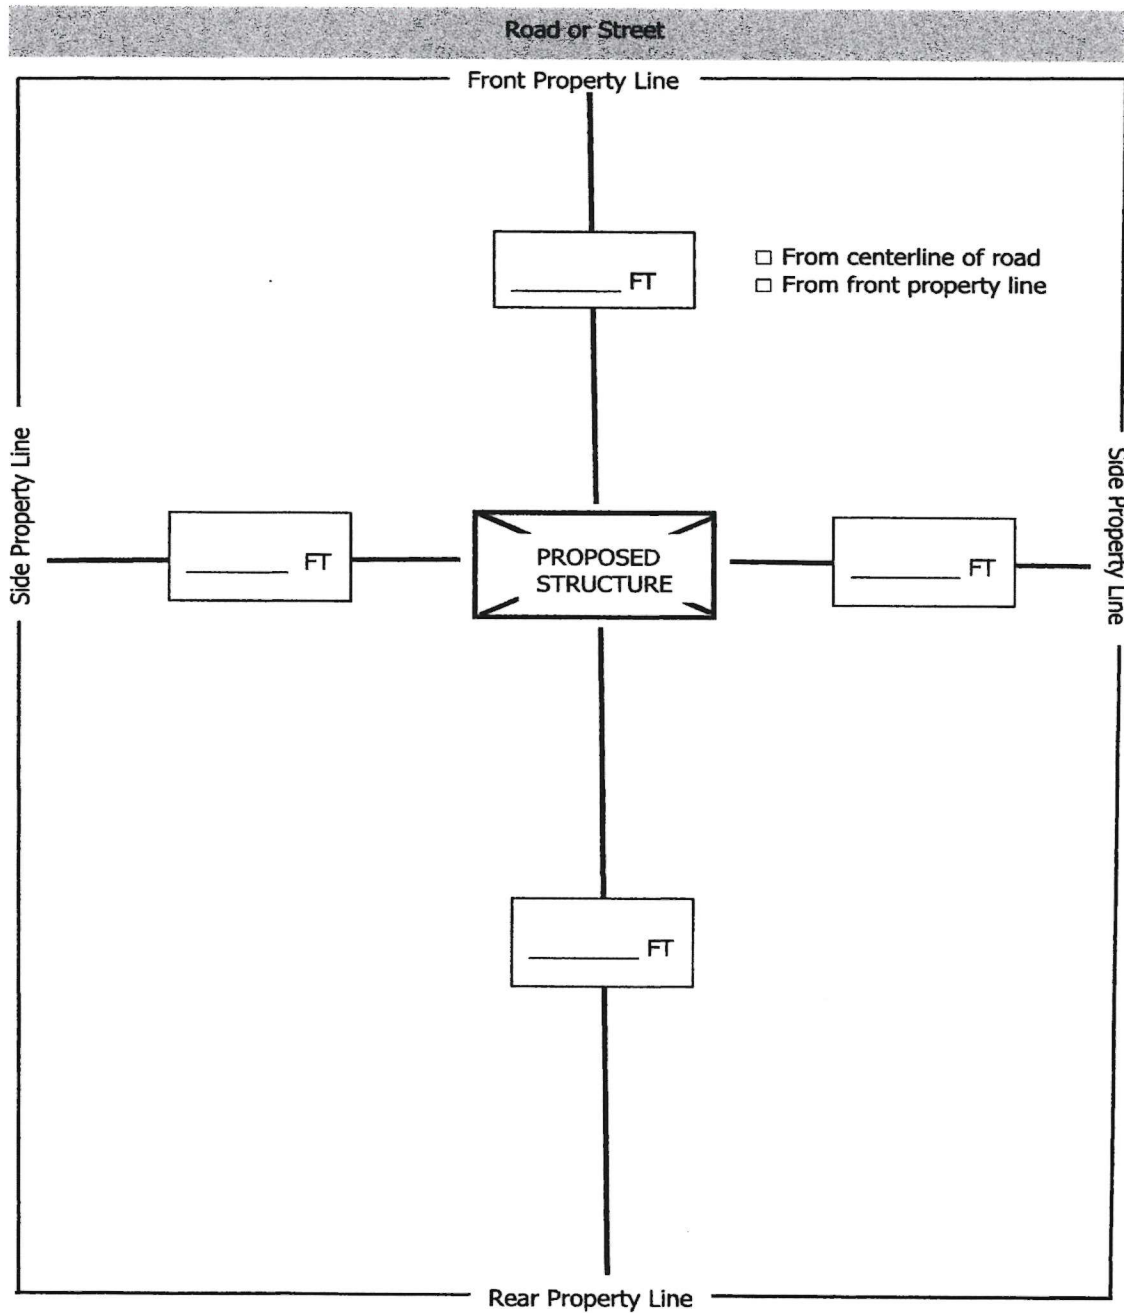 Road or Street
Front Property Line
_______ FT
□ From centerline of road
□ From front property line
Side Property Line
_______ FT
PROPOSED
STRUCTURE
_______ FT
Side Property Line
_______ FT
Rear Property Line